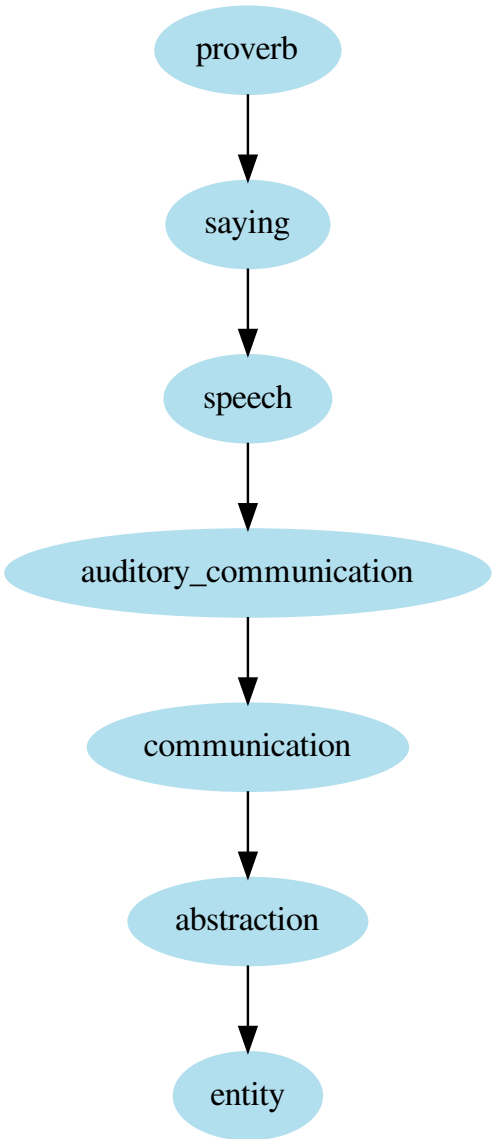 proverb
saying
speech
auditory_communication
communication
abstraction
entity